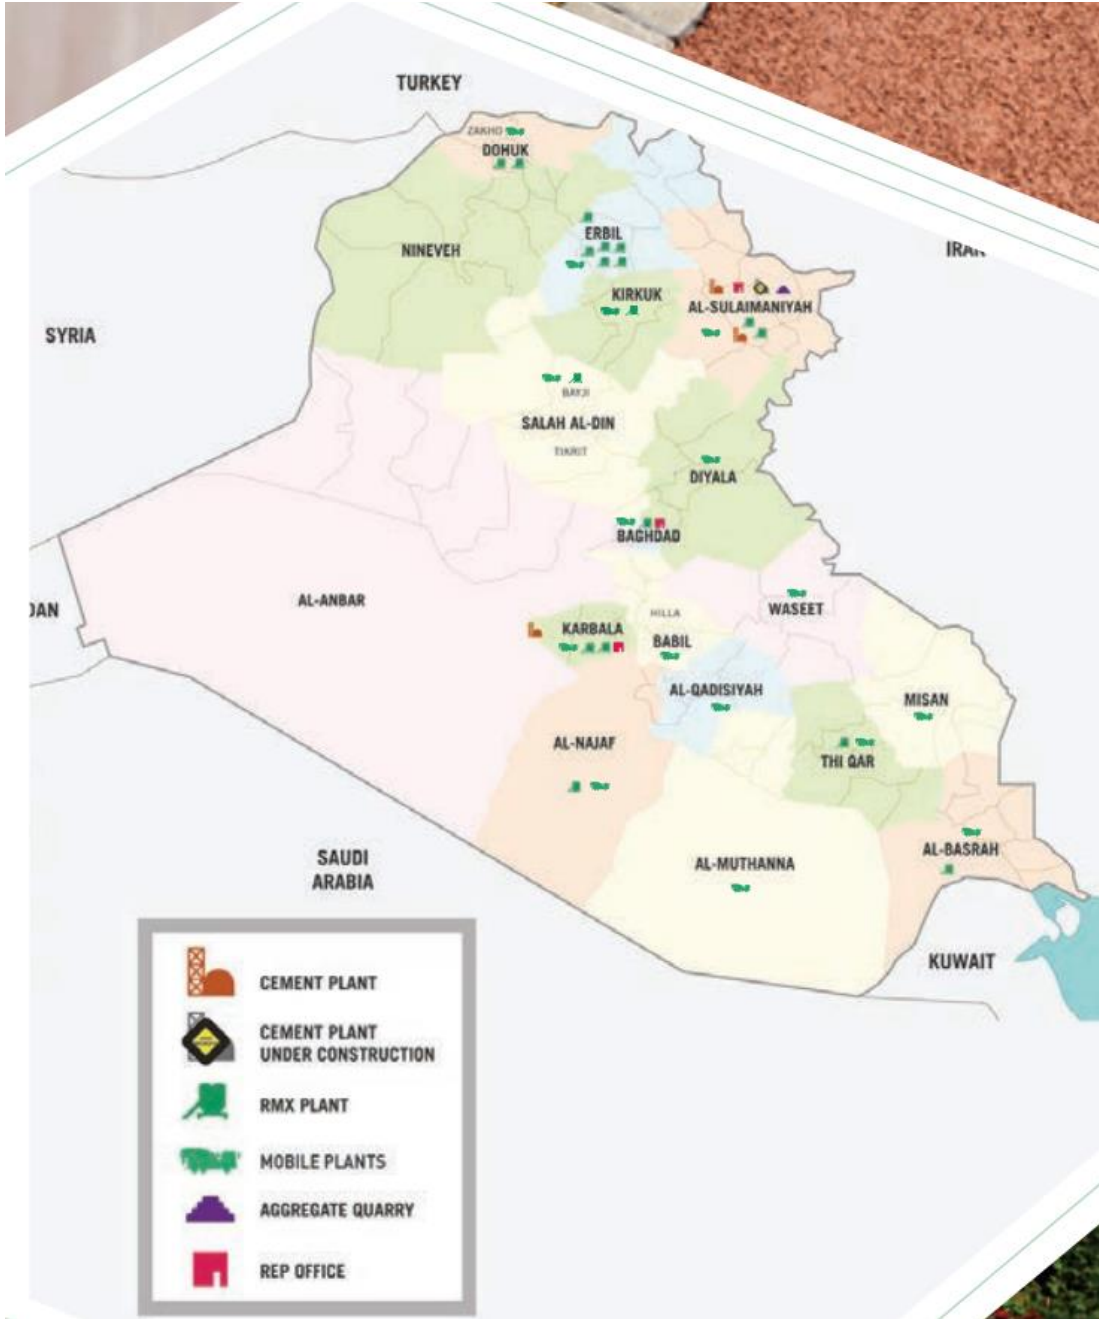 TURKEY
ZAKHO
DOHUK
ERBIL
NINEVEH
IRAN
KIRKUK
AL-SULAIMANIYAH
SYRIA
BAYJI
SALAH AL-DIN
TIKRIT
DIYALA
BAGHDAD
AL-ANBAR
DAN
WASEET
HILLA
KARBALA
BABIL
AL-QADISIYAH
MISAN
AL-NAJAF
THI QAR
AL-BASRAH
SAUDI
ARABIA
AL-MUTHANNA
KUWAIT
CEMENT PLANT
CEMENT PLANT
UNDER CONSTRUCTION
RMX PLANT
MOBILE PLANTS
AGGREGATE QUARRY
REP OFFICE